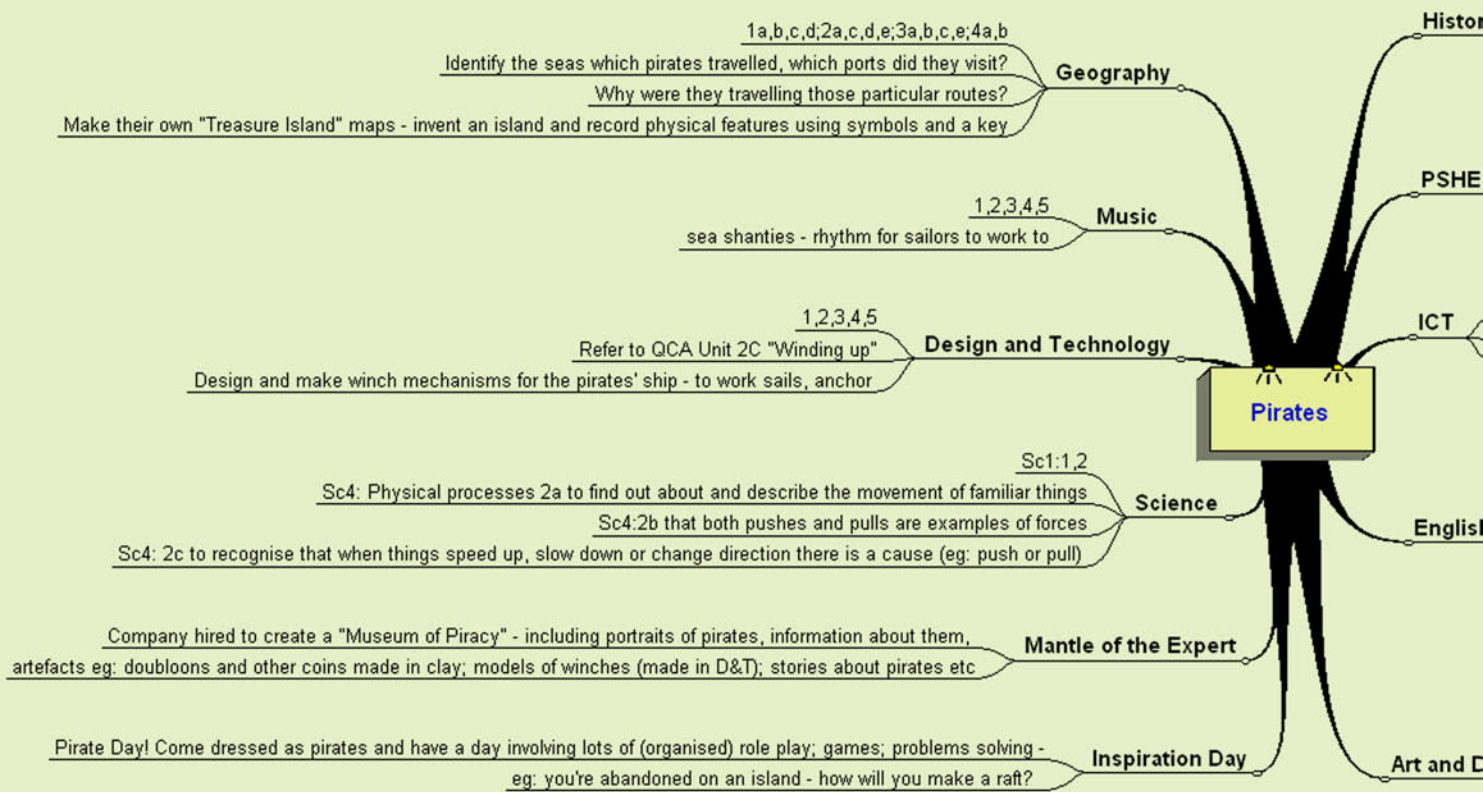 1a,b,c,d;2a,c,d,e;3a,b,c,e;4a,b
Identify the seas which pirates travelled, which ports did they visit?
Why were they travelling those particular routes?
Make their own "Treasure Island" maps - invent an island and record physical features using symbols and a key
Geography
1,2,3,4,5
sea shanties - rhythm for sailors to work to
Music
1,2,3,4,5
Refer to QCA Unit 2C "Winding up"
Design and make winch mechanisms for the pirates' ship - to work sails, anchor
Design and Technology
Sc1:1,2
Sc4: Physical processes 2a to find out about and describe the movement of familiar things
Sc4:2b that both pushes and pulls are examples of forces
Sc4: 2c to recognise that when things speed up, slow down or change direction there is a cause (eg: push or pull)
Science
Company hired to create a "Museum of Piracy" - including portraits of pirates, information about them,
artefacts eg: doubloons and other coins made in clay; models of winches (made in D&T); stories about pirates etc
Mantle of the Expert
Pirate Day! Come dressed as pirates and have a day involving lots of (organised) role play; games; problems solving -
eg: you're abandoned on an island - how will you make a raft?
Inspiration Day
Pirates
Histor
PSHE
ICT
English
Art and D